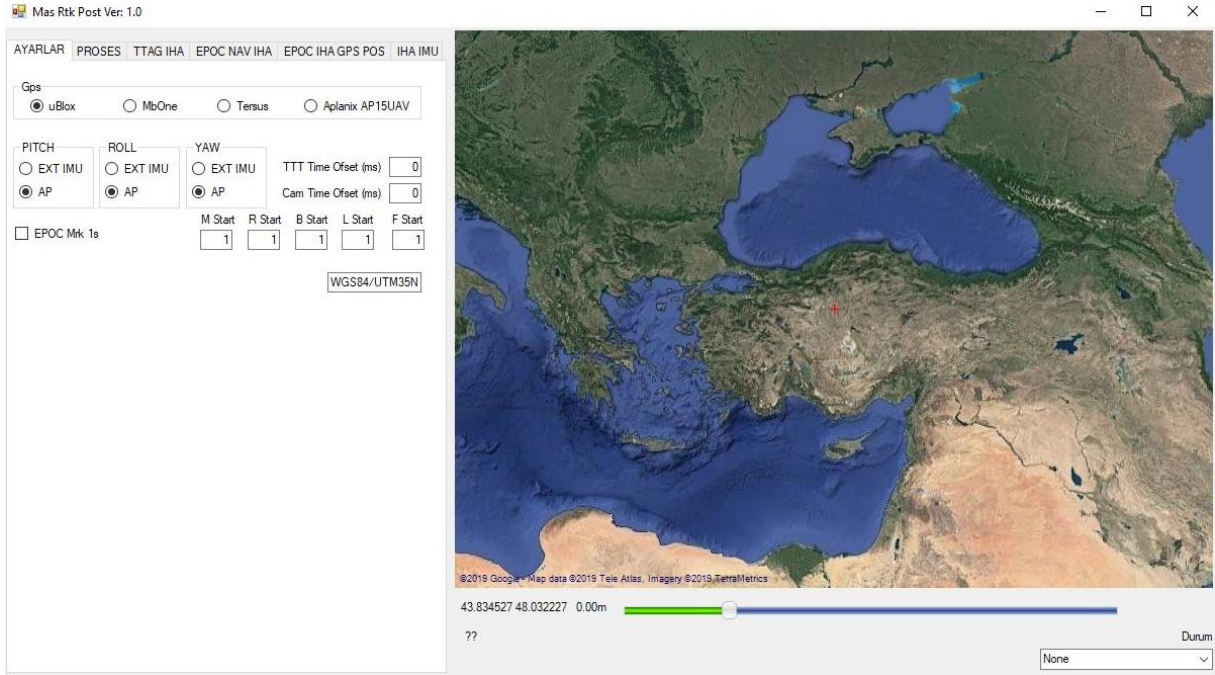 Mas Rtk Post Ver: 1.0
AYARLAR PROSES TTAG IHA EPOC NAV IHA EPOC IHA GPS POS IHA IMU
Gps
uBlox MbOne Tersus Aplanix AP15UAV
PITCH ROLL YAW
EXT IMU EXT IMU EXT IMU TTT Time Ofset (ms) 0
AP AP AP Cam Time Ofset (ms) 0
M Start R Start B Start L Start F Start
EPOC Mrk 1s 1 1 1 1 1
WGS84/UTM35N
©2019 Google - Map data ©2019 Tele Atlas, Imagery ©2019 TerraMetrics
43.834527 48.032227 0.00m
?? Durum
None